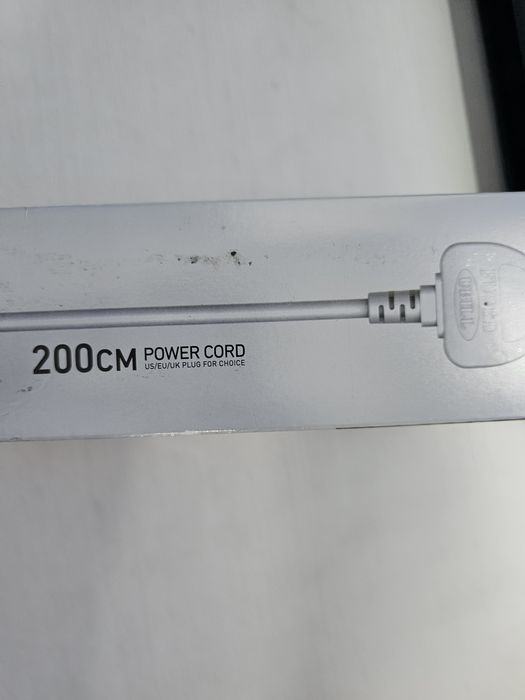 200CM POWER CORD
US/EU/UK PLUG FOR CHOICE